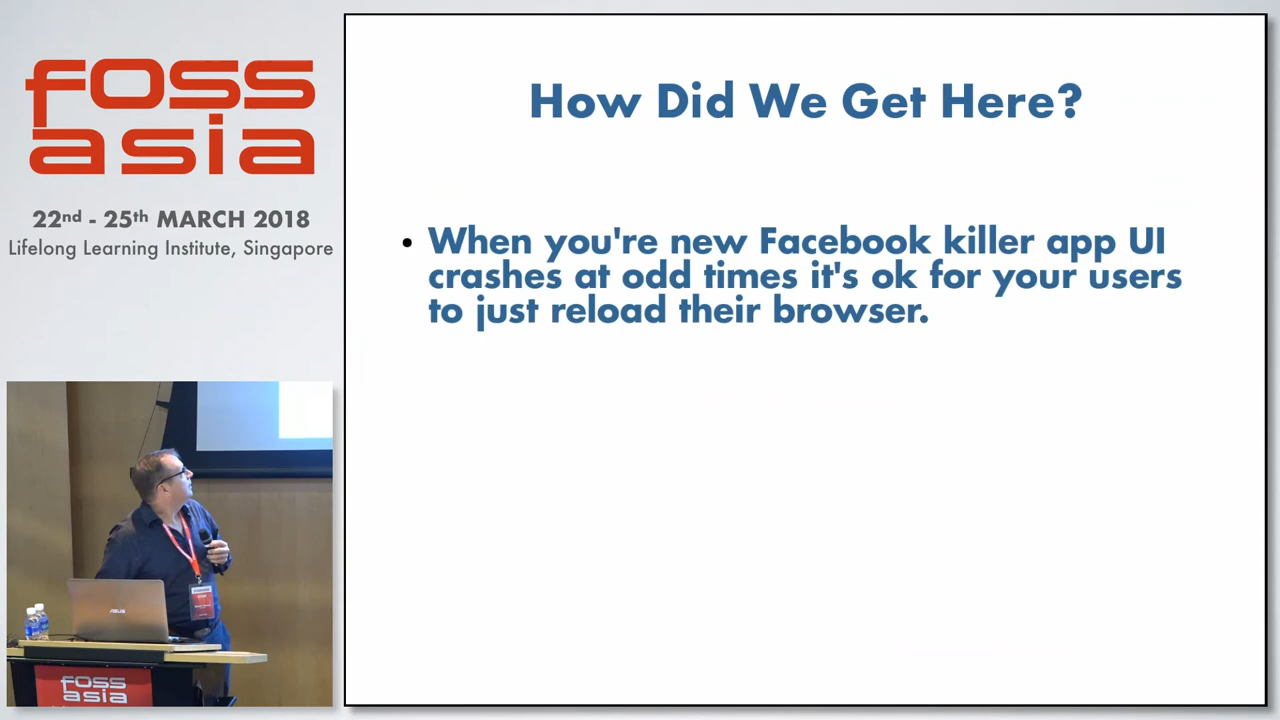 foss
asia
22nd - 25th MARCH 2018
Lifelong Learning Institute, Singapore
How Did We Get Here?
• When you're new Facebook killer app UI
crashes at odd times it's ok for your users
to just reload their browser.
ASUS
FOSS
asia